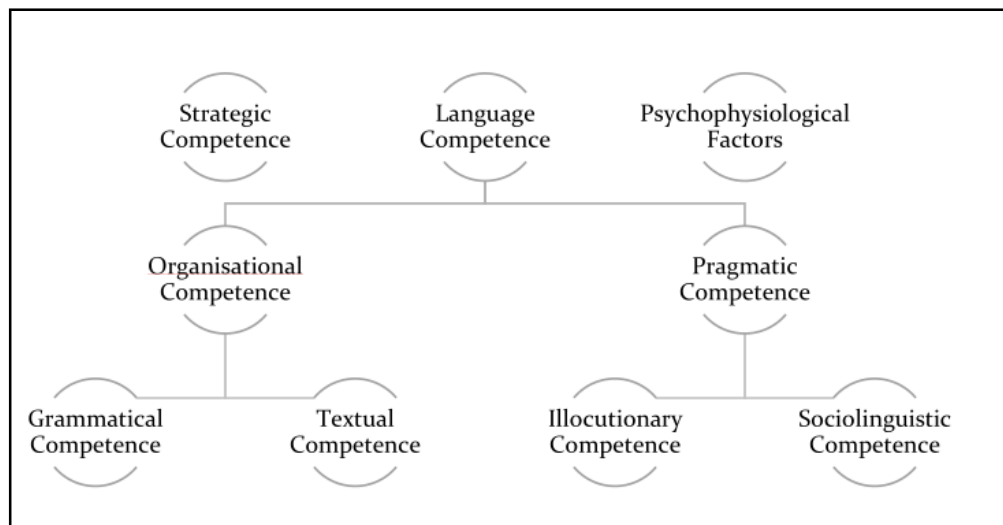 Strategic
Competence
Language
Competence
Psychophysiological
Factors
Organisational
Competence
Pragmatic
Competence
Grammatical
Competence
Textual
Competence
Illocutionary
Competence
Sociolinguistic
Competence